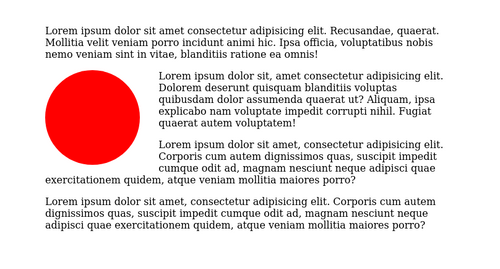 Lorem ipsum dolor sit amet consectetur adipisicing elit. Recusandae, quaerat.
Mollitia velit veniam porro incidunt animi hic. Ipsa officia, voluptatibus nobis
nemo veniam sint in vitae, blanditiis ratione ea omnis!
Lorem ipsum dolor sit, amet consectetur adipisicing elit.
Dolorem deserunt quisquam blanditiis voluptas
quibusdam dolor assumenda quaerat ut? Aliquam, ipsa
explicabo nam voluptate impedit corrupti nihil. Fugiat
quaerat autem voluptatem!
Lorem ipsum dolor sit amet, consectetur adipisicing elit.
Corporis cum autem dignissimos quas, suscipit impedit
cumque odit ad, magnam nesciunt neque adipisci quae
exercitationem quidem, atque veniam mollitia maiores porro?
Lorem ipsum dolor sit amet, consectetur adipisicing elit. Corporis cum autem
dignissimos quas, suscipit impedit cumque odit ad, magnam nesciunt neque
adipisci quae exercitationem quidem, atque veniam mollitia maiores porro?